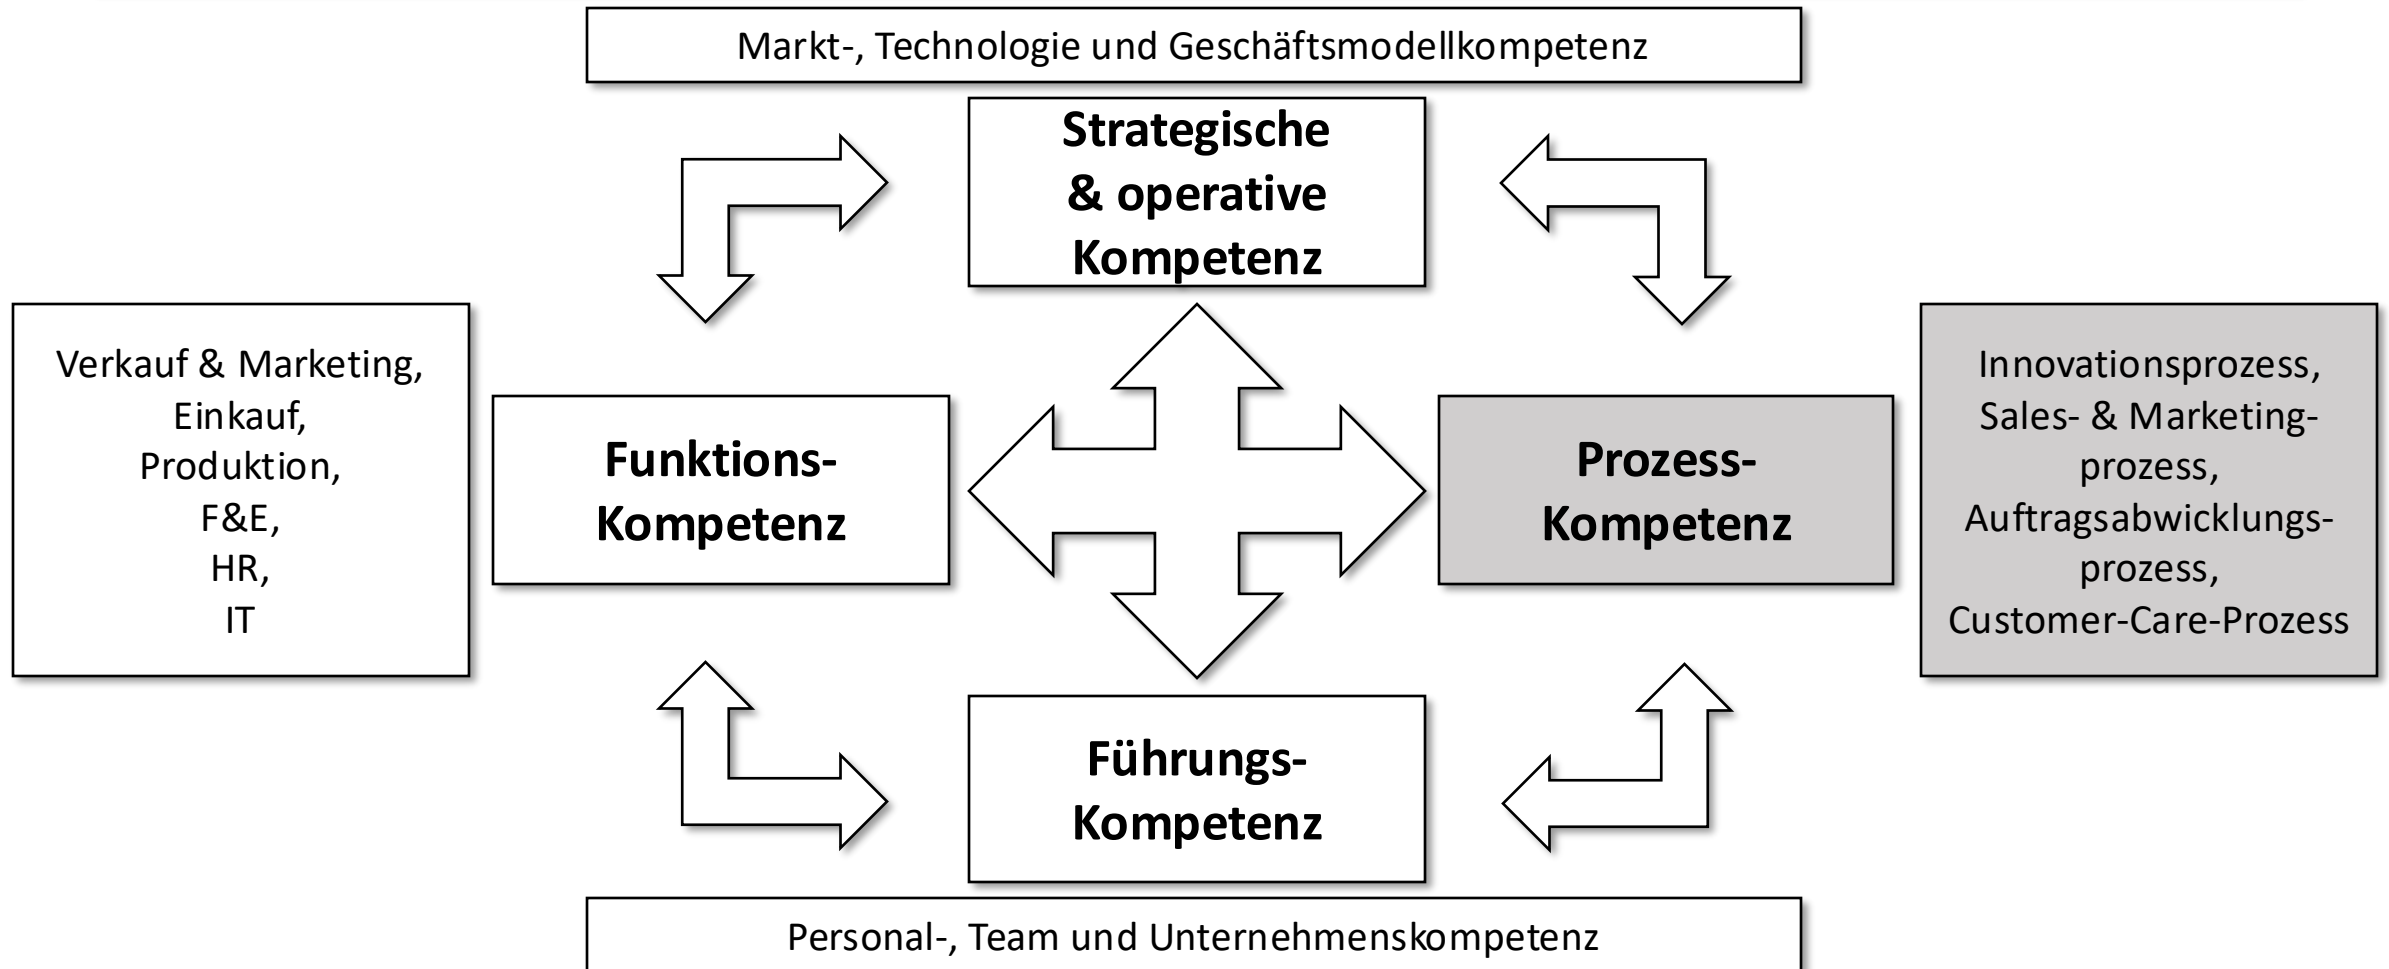 Markt-, Technologie und Geschäftsmodellkompetenz
Strategische
& operative
Kompetenz
Verkauf & Marketing,
Einkauf,
Produktion,
F&E,
HR,
IT
Funktions-
Kompetenz
Prozess-
Kompetenz
Innovationsprozess,
Sales- & Marketing-
prozess,
Auftragsabwicklungs-
prozess,
Customer-Care-Prozess
Führungs-
Kompetenz
Personal-, Team und Unternehmenskompetenz